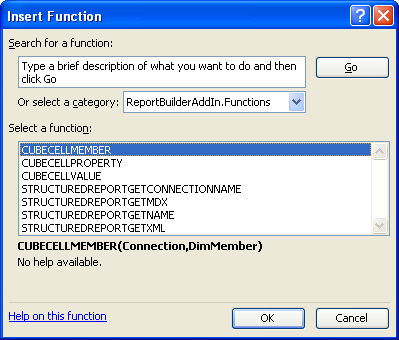 Insert Function
Search for a function:
Type a brief description of what you want to do and then
click Go
Go
Or select a category: ReportBuilderAddIn.Functions
Select a function:
CUBECELLMEMBER
CUBECELLPROPERTY
CUBECELLVALUE
STRUCTUREDREPORTGETCONNECTIONNAME
STRUCTUREDREPORTGETMDX
STRUCTUREDREPORTGETNAME
STRUCTUREDREPORTGETXML
CUBECELLMEMBER(Connection,DimMember)
No help available.
Help on this function
OK
Cancel